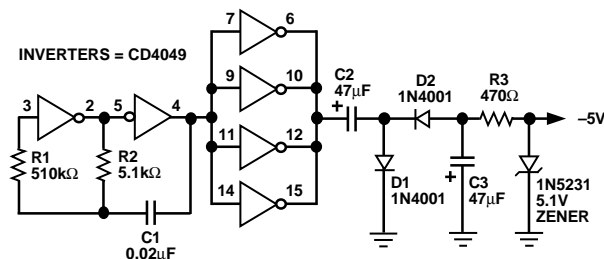 INVERTERS = CD4049
7
6
9
10
11
12
14
15
3
2
5
4
R1
510kΩ
R2
5.1kΩ
C1
0.02µF
C2
47µF
+
D1
1N4001
D2
1N4001
C3
47µF
+
R3
470Ω
–5V
1N5231
5.1V
ZENER